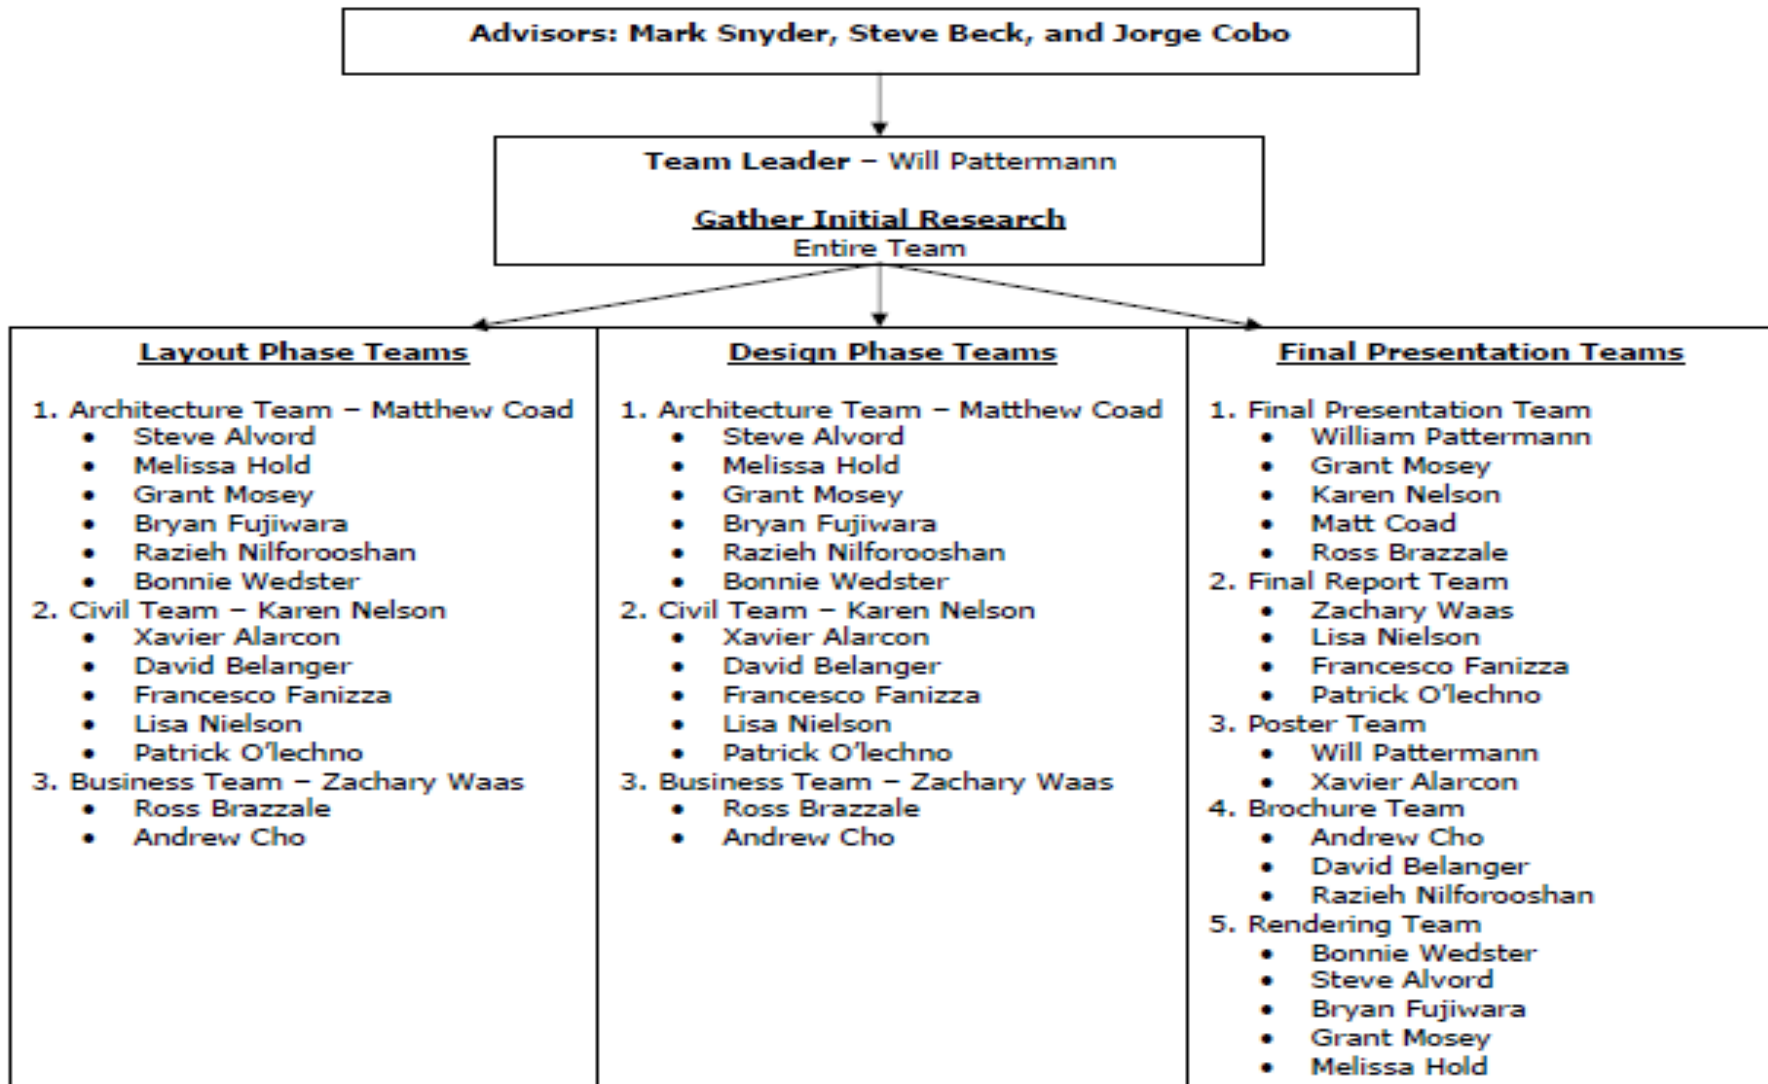 Advisors: Mark Snyder, Steve Beck, and Jorge Cobo
Team Leader – Will Pattermann
Gather Initial Research
Entire Team
Layout Phase Teams
1. Architecture Team – Matthew Coad
• Steve Alvord
• Melissa Hold
• Grant Mosey
• Bryan Fujiwara
• Razieh Nilforooshan
• Bonnie Wedster
2. Civil Team – Karen Nelson
• Xavier Alarcon
• David Belanger
• Francesco Fanizza
• Lisa Nielson
• Patrick O'lechno
3. Business Team – Zachary Waas
• Ross Brazzale
• Andrew Cho
Design Phase Teams
1. Architecture Team – Matthew Coad
• Steve Alvord
• Melissa Hold
• Grant Mosey
• Bryan Fujiwara
• Razieh Nilforooshan
• Bonnie Wedster
2. Civil Team – Karen Nelson
• Xavier Alarcon
• David Belanger
• Francesco Fanizza
• Lisa Nielson
• Patrick O'lechno
3. Business Team – Zachary Waas
• Ross Brazzale
• Andrew Cho
Final Presentation Teams
1. Final Presentation Team
• William Pattermann
• Grant Mosey
• Karen Nelson
• Matt Coad
• Ross Brazzale
2. Final Report Team
• Zachary Waas
• Lisa Nielson
• Francesco Fanizza
• Patrick O'lechno
3. Poster Team
• Will Pattermann
• Xavier Alarcon
4. Brochure Team
• Andrew Cho
• David Belanger
• Razieh Nilforooshan
5. Rendering Team
• Bonnie Wedster
• Steve Alvord
• Bryan Fujiwara
• Grant Mosey
• Melissa Hold